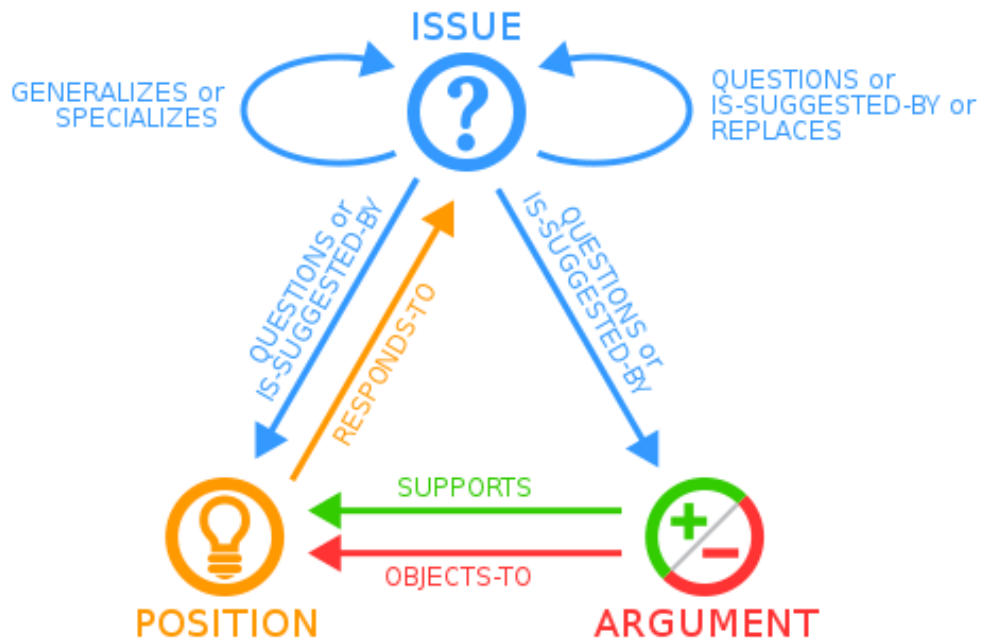 ISSUE
GENERALIZES or
SPECIALIZES
?
QUESTIONS or
IS-SUGGESTED-BY or
REPLACES
QUESTIONS or
IS-SUGGESTED-BY
RESPONDS-TO
QUESTIONS or
IS-SUGGESTED-BY
SUPPORTS
OBJECTS-TO
+
−
POSITION
ARGUMENT